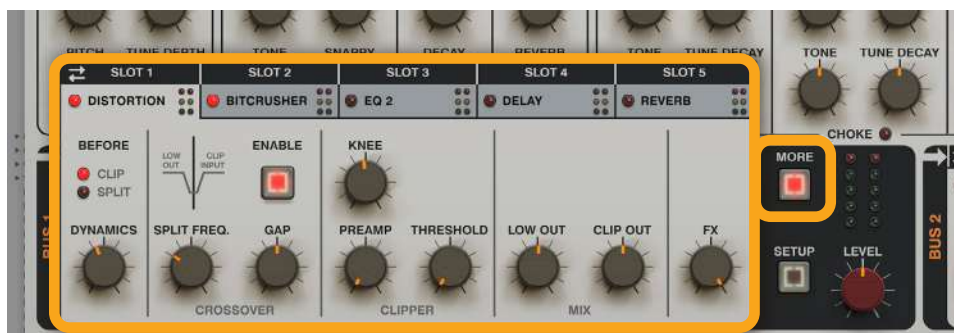 PITCH TUNE DEPTH TONE SNAPPY DECAY REVERB TONE TUNE DECAY TONE TUNE DECAY
SLOT 1 SLOT 2 SLOT 3 SLOT 4 SLOT 5
DISTORTION BITCRUSHER EQ 2 DELAY REVERB
CHOKE
BEFORE LOW OUT CLIP INPUT ENABLE KNEE MORE
CLIP
SPLIT
DYNAMICS SPLIT FREQ. GAP PREAMP THRESHOLD LOW OUT CLIP OUT FX SETUP LEVEL
CROSSOVER CLIPPER MIX
BUS 1
BUS 2